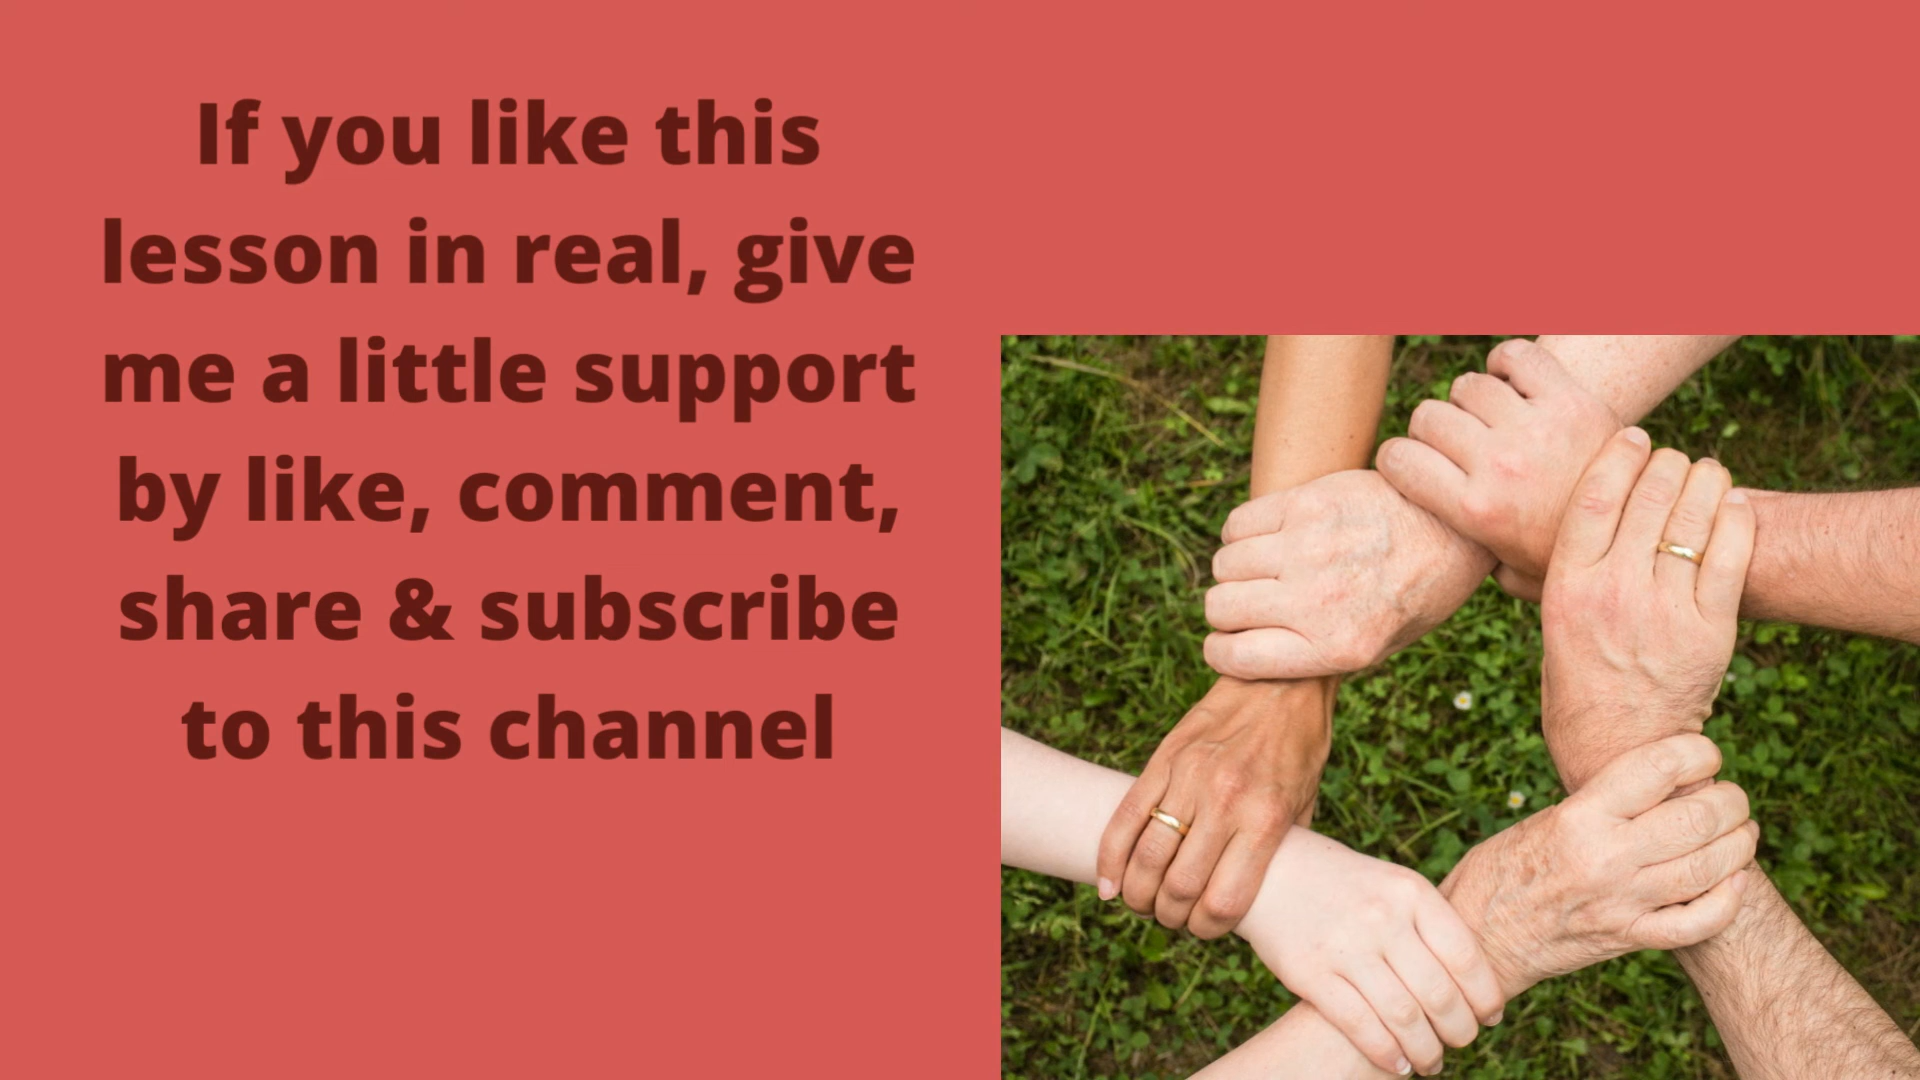 If you like this
lesson in real, give
me a little support
by like, comment,
share & subscribe
to this channel